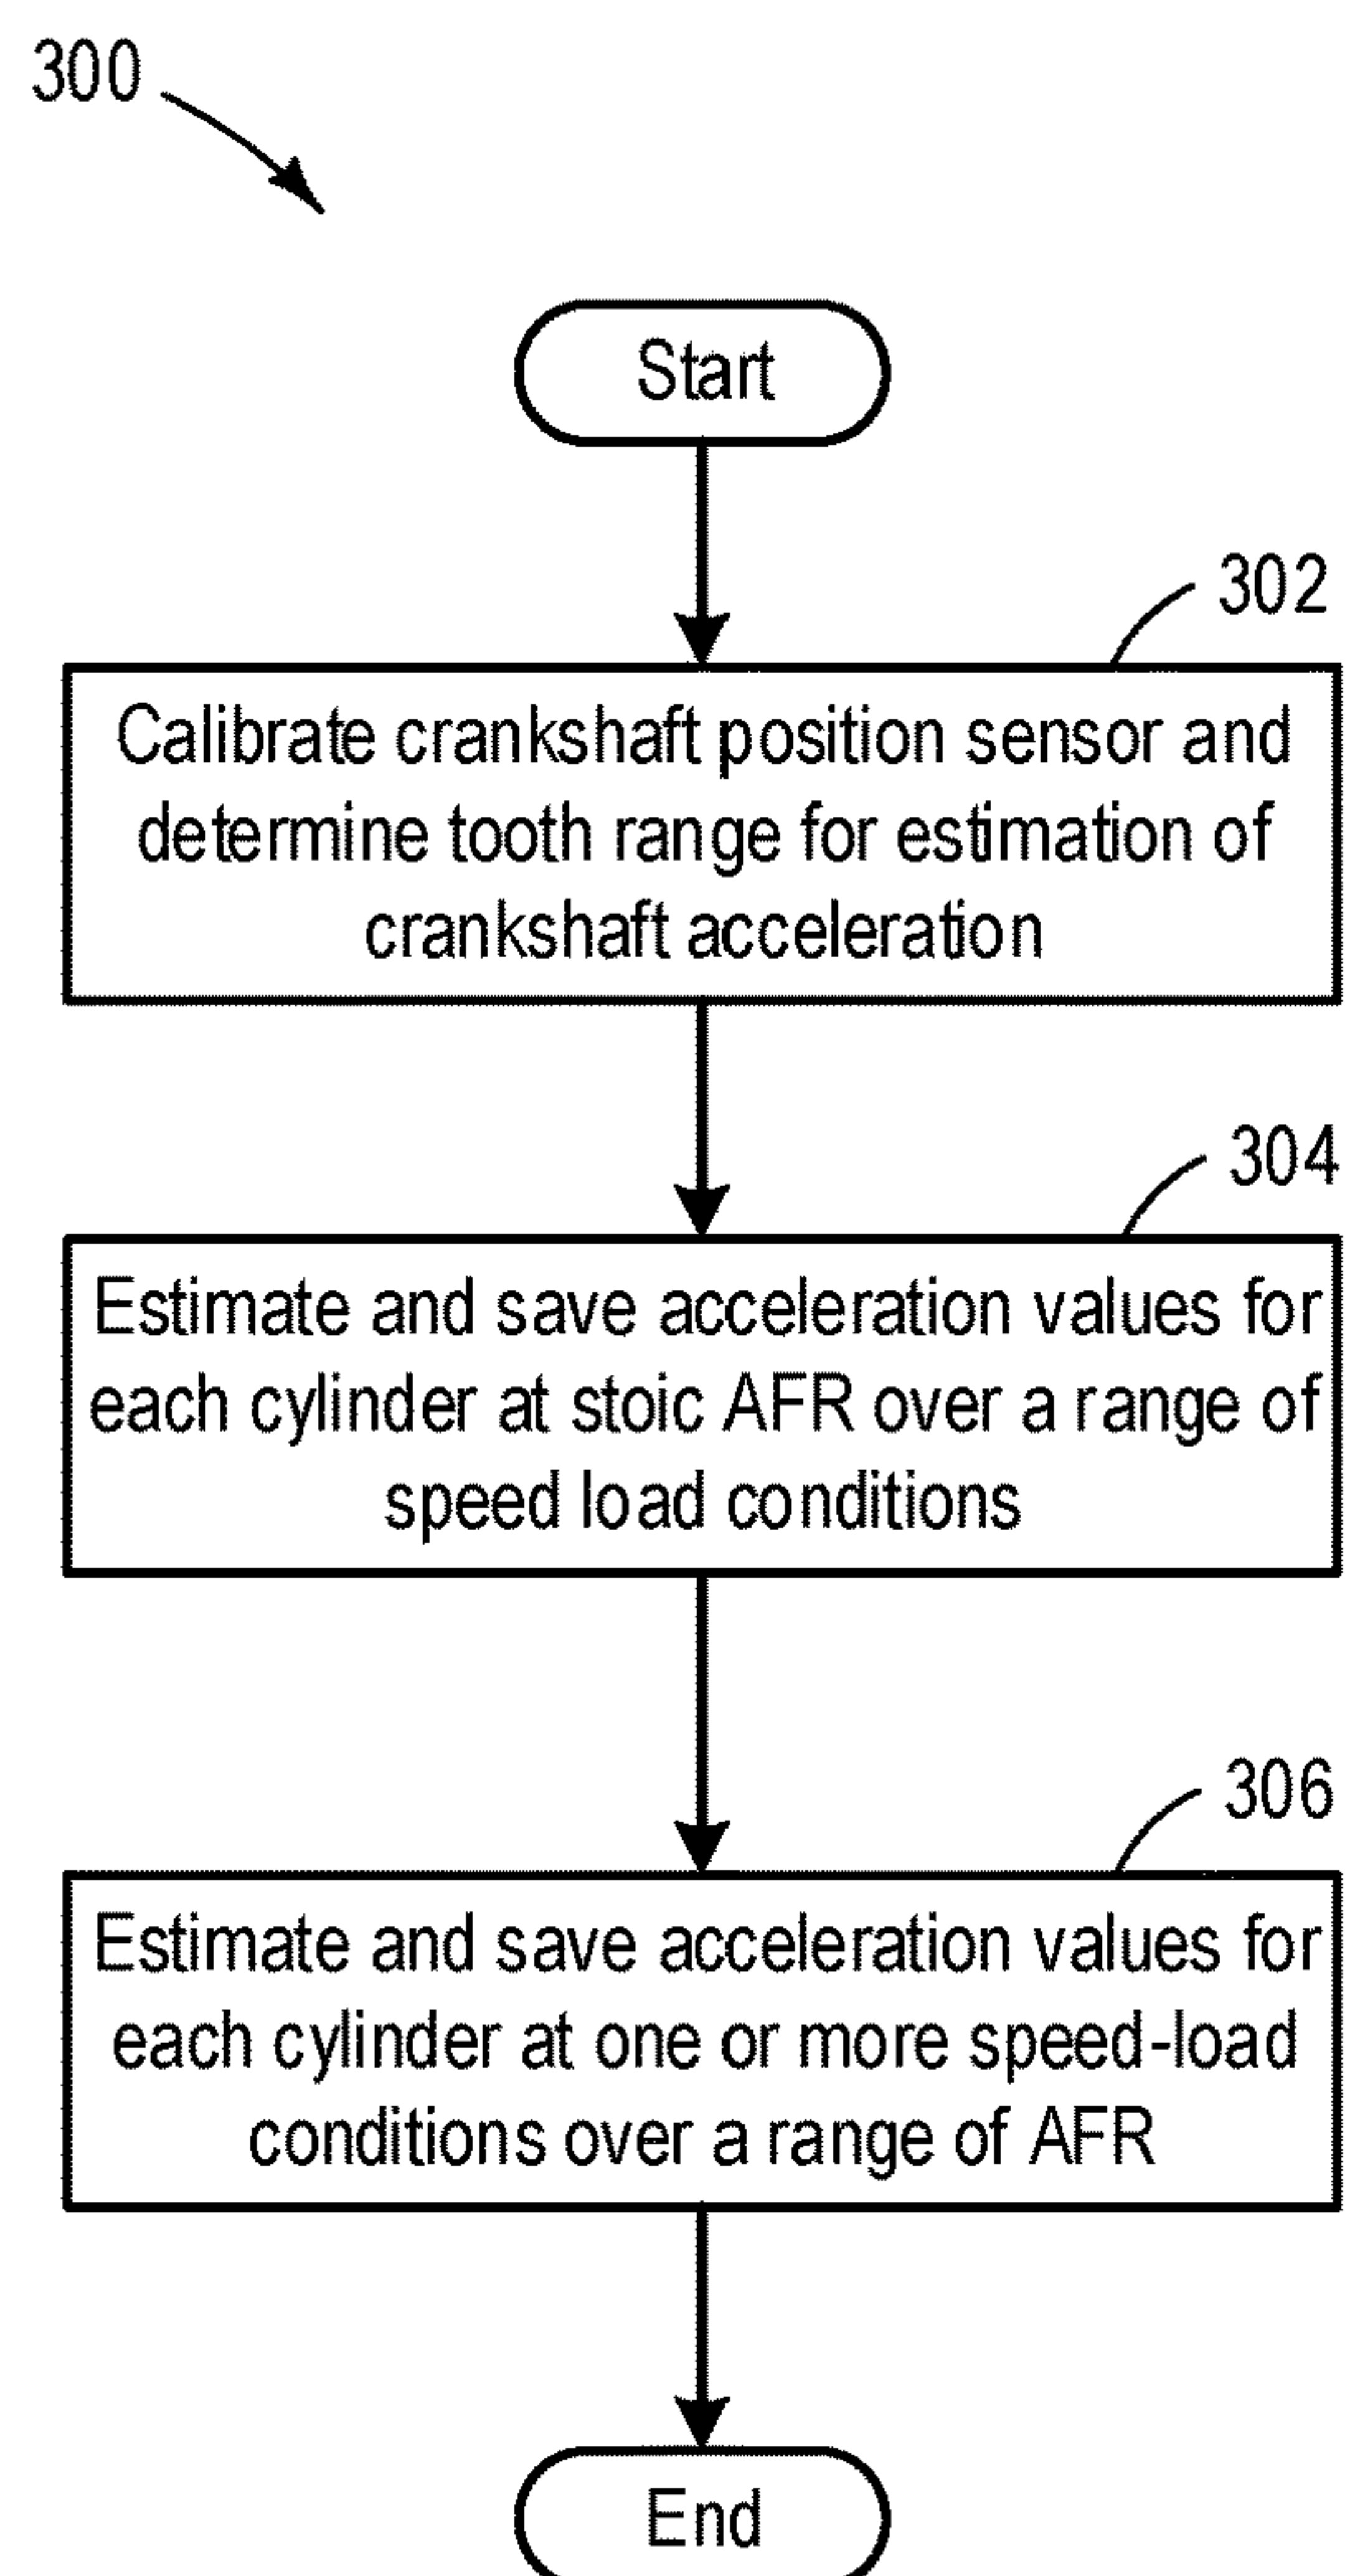 300
Start
302
Calibrate crankshaft position sensor and
determine tooth range for estimation of
crankshaft acceleration
304
Estimate and save acceleration values for
each cylinder at stoic AFR over a range of
speed load conditions
306
Estimate and save acceleration values for
each cylinder at one or more speed-load
conditions over a range of AFR
End